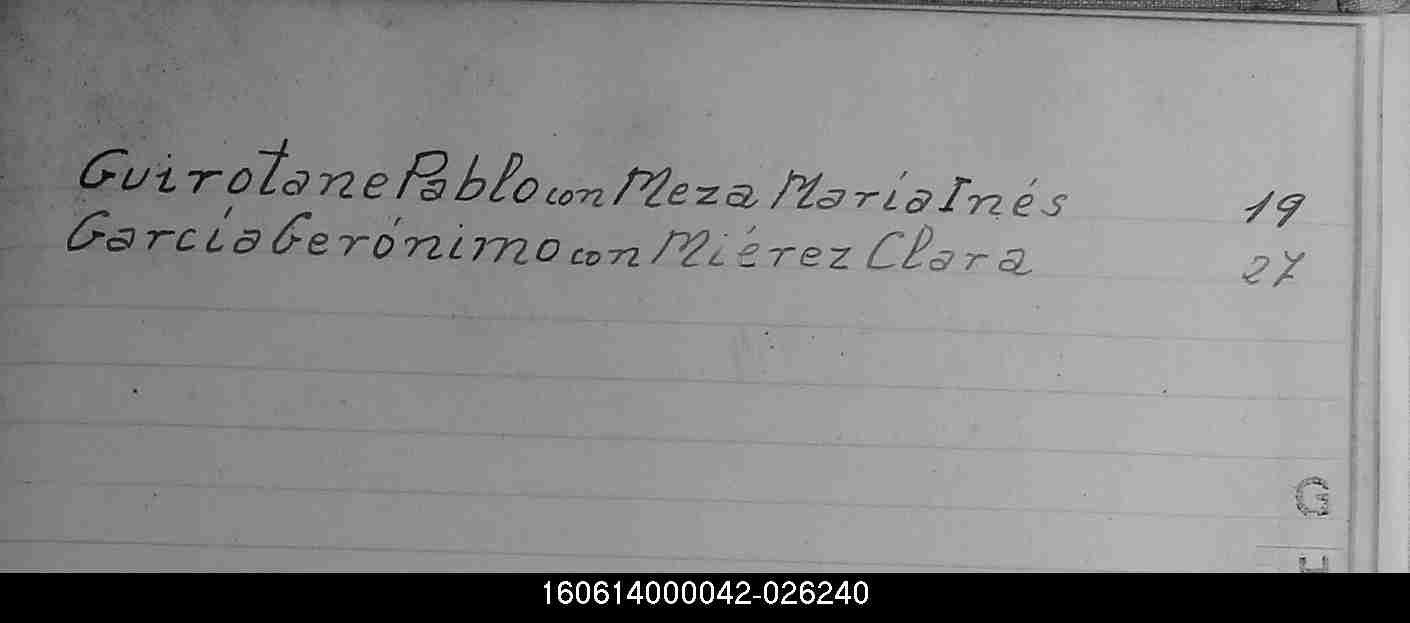 Guirotane Pablo con Meza María Inés 19
García Gerónimo con Miérez Clara 27
G
H
160614000042-026240